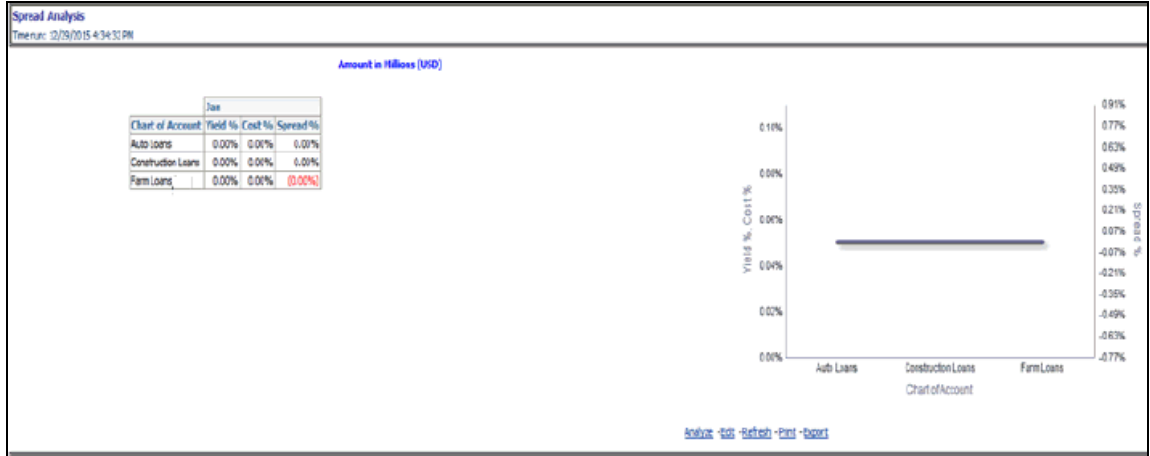 Spread Analysis
Time run: 12/29/2015 4:34:32 PM
Amount in Millions (USD)
Jan
Chart of Account Yield % Cost % Spread %
Auto Loans 0.00% 0.00% 0.00%
Construction Loans 0.00% 0.00% 0.00%
Farm Loans 0.00% 0.00% (0.00%)
Yield %, Cost %
0.10%
0.08%
0.06%
0.04%
0.02%
0.00%
0.91%
0.77%
0.63%
0.49%
0.35%
0.21%
0.07%
-0.07%
-0.21%
-0.35%
-0.49%
-0.63%
-0.77%
Spread %
Auto Loans Construction Loans Farm Loans
Chart of Account
Analyze - Edit - Refresh - Print - Export